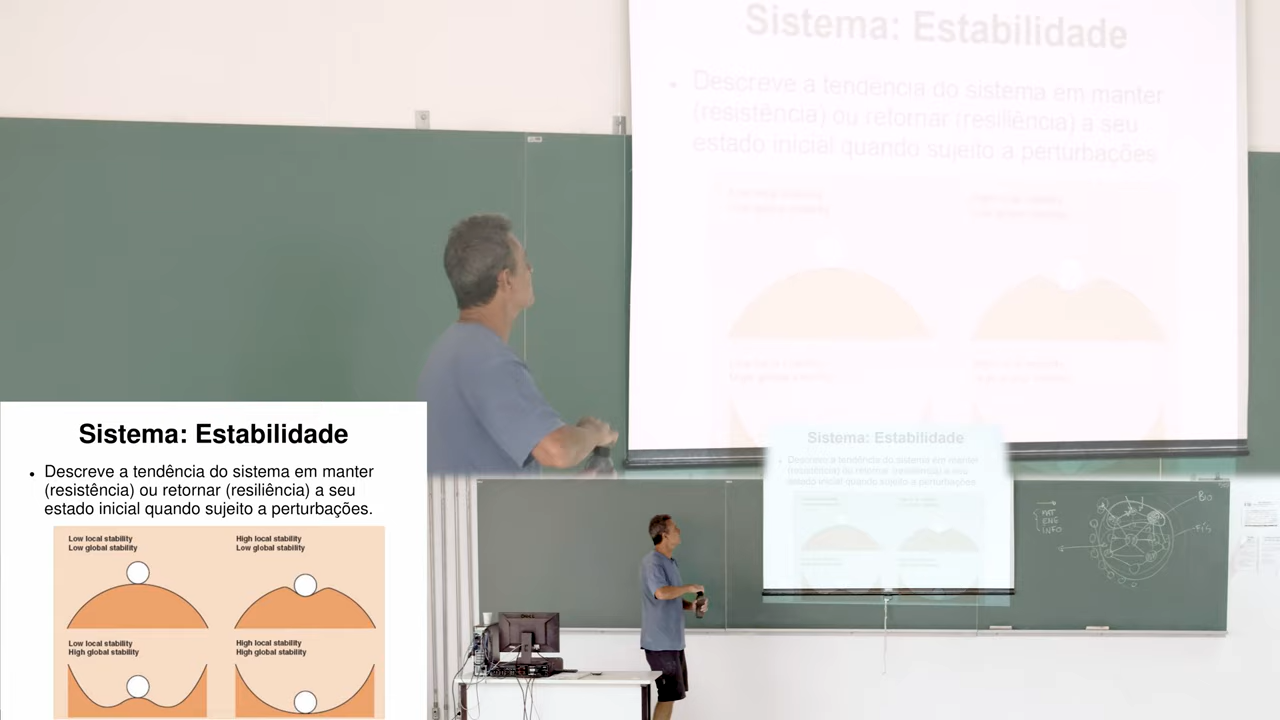 Sistema: Estabilidade
• Descreve a tendência do sistema em manter
(resistência) ou retornar (resiliência) a seu
estado inicial quando sujeito a perturbações
Sistema: Estabilidade
• Descreve a tendência do sistema em manter
(resistência) ou retornar (resiliência) a seu
estado inicial quando sujeito a perturbações.
Low local stability
Low global stability
High local stability
Low global stability
Low local stability
High global stability
High local stability
High global stability
Sistema: Estabilidade
• Descreve a tendência do sistema em manter
(resistência) ou retornar (resiliência) a seu
estado inicial quando sujeito a perturbações
MAT
ENE
INFO
Bio